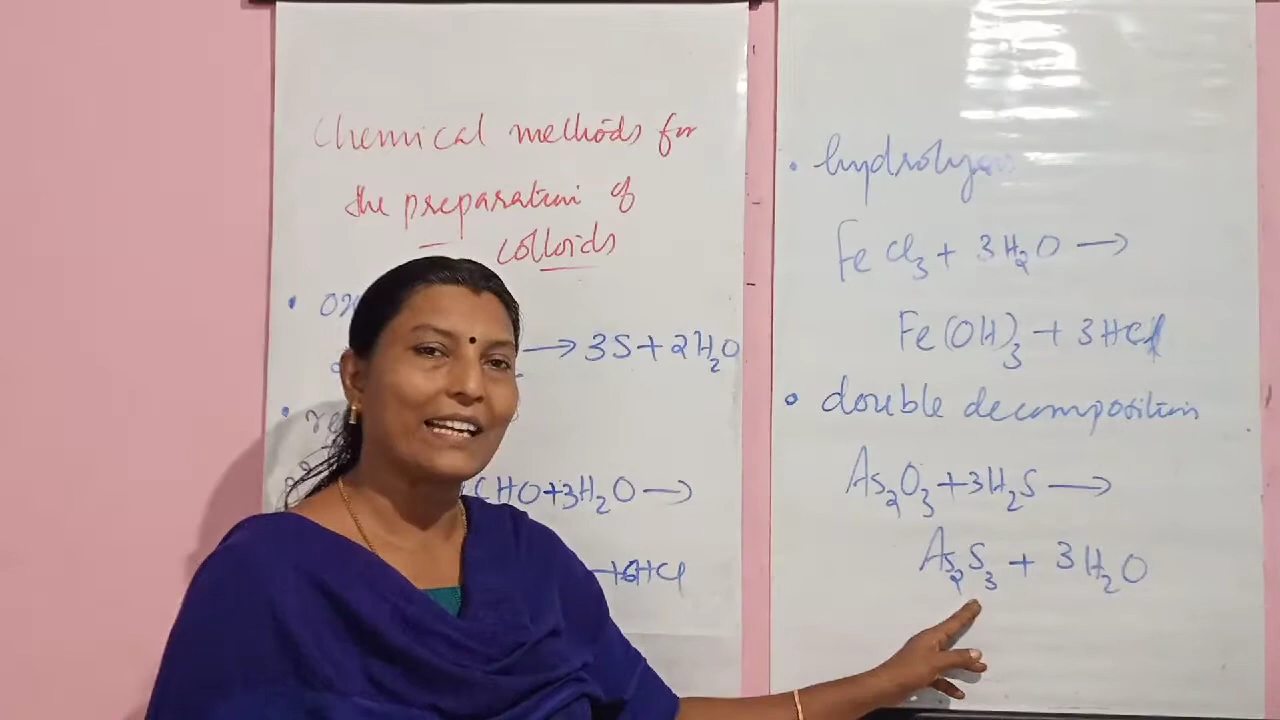 Chemical methods for
the preparation of
colloids
→ 3S + 2H₂O
CHO + 3H₂O →
+ 6HCl
• hydrolysis
FeCl₃ + 3H₂O →
Fe(OH)₃ + 3HCl
• double decomposition
As₂O₃ + 3H₂S →
As₂S₃ + 3H₂O